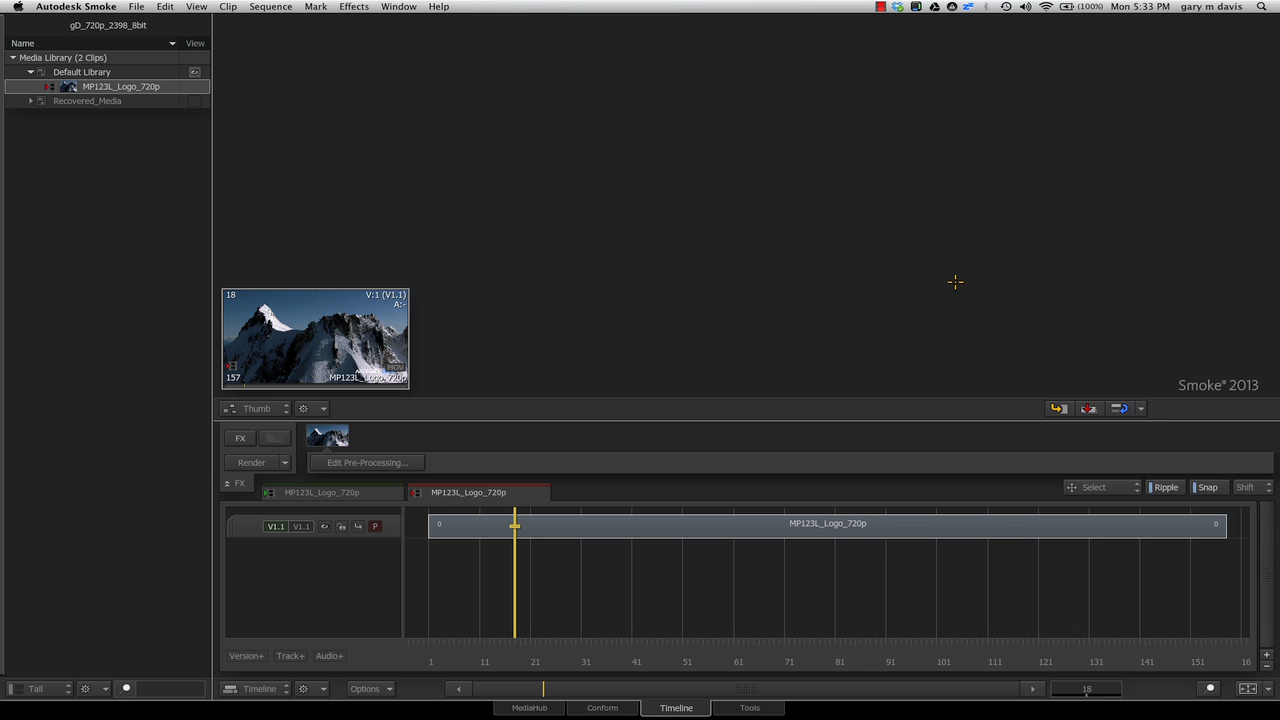 Autodesk Smoke File Edit View Clip Sequence Mark Effects Window Help (100%) Mon 5:33 PM gary m davis
gD_720p_2398_8bit
Name View
Media Library (2 Clips)
Default Library
MP123L_Logo_720p
Recovered_Media
18 V:1 (V1.1)
A:-
MOV
157 MP123L_Logo_720p
Smoke® 2013
Thumb
FX
Render Edit Pre-Processing...
FX
MP123L_Logo_720p MP123L_Logo_720p Select Ripple Snap Shift
V1.1 V1.1 P 0 MP123L_Logo_720p 0
Version+ Track+ Audio+
1 11 21 31 41 51 61 71 81 91 101 111 121 131 141 151 16
Tall Timeline Options 18
MediaHub Conform Timeline Tools